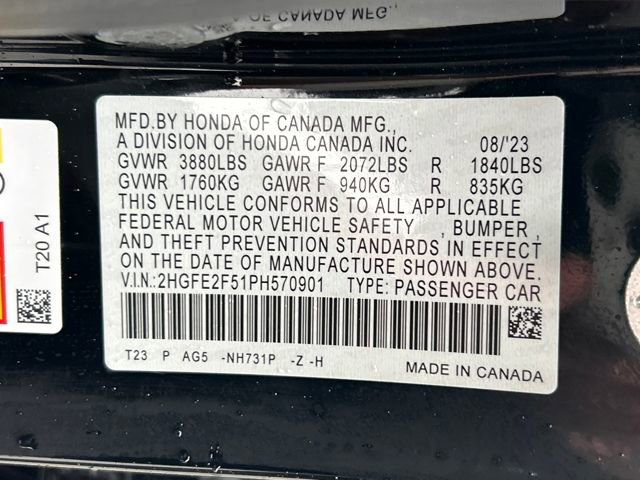 OF CANADA MFG.,
MFD.BY HONDA OF CANADA MFG.,
A DIVISION OF HONDA CANADA INC. 08/'23
GVWR 3880LBS GAWR F 2072LBS R 1840LBS
GVWR 1760KG GAWR F 940KG R 835KG
THIS VEHICLE CONFORMS TO ALL APPLICABLE
FEDERAL MOTOR VEHICLE SAFETY , BUMPER ,
AND THEFT PREVENTION STANDARDS IN EFFECT
ON THE DATE OF MANUFACTURE SHOWN ABOVE.
V.I.N.:2HGFE2F51PH570901 TYPE: PASSENGER CAR
T23 P AG5 -NH731P -Z -H
MADE IN CANADA
T20 A1